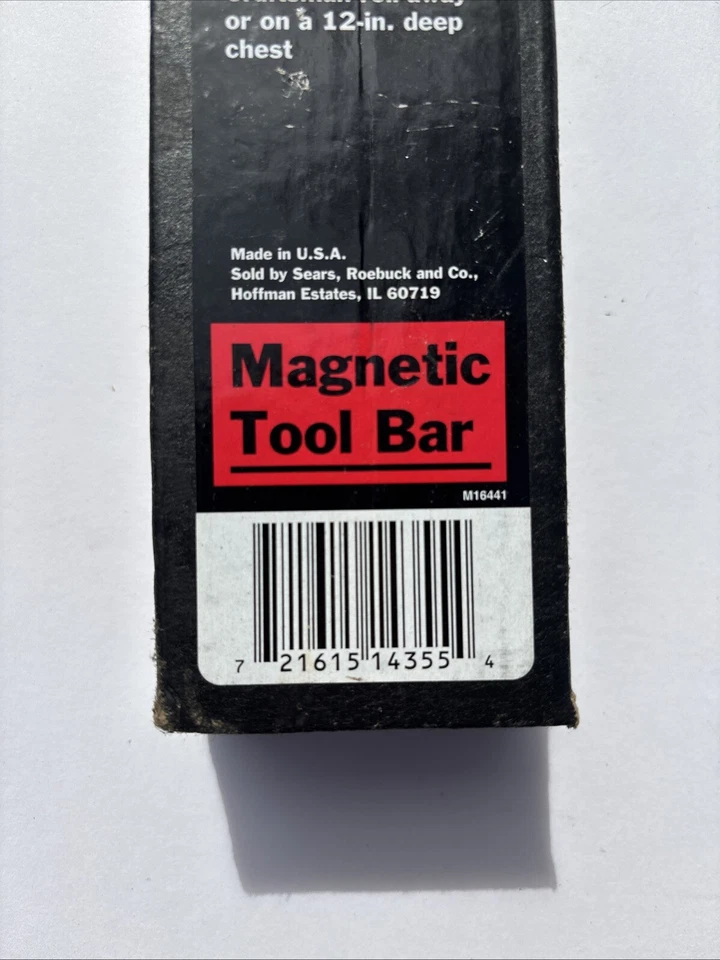 or on a 12-in. deep
chest
Made in U.S.A.
Sold by Sears, Roebuck and Co.,
Hoffman Estates, IL 60719
Magnetic
Tool Bar
M16441
7 21615 14355 4